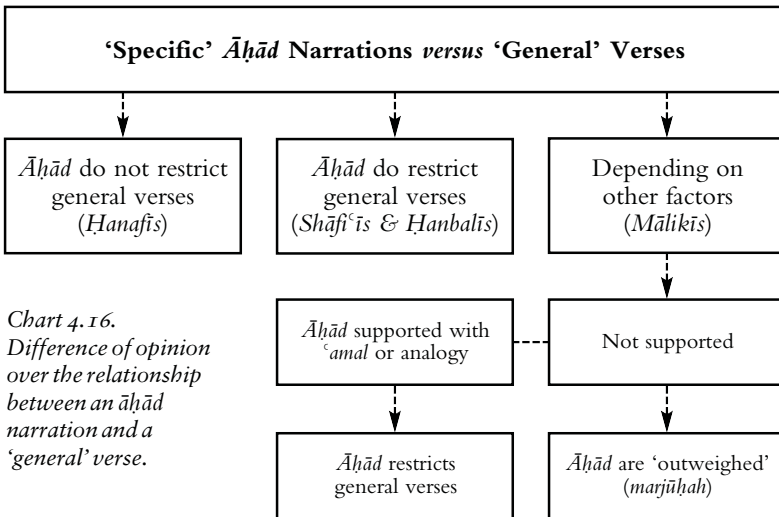 ‘Specific’ Āḥād Narrations versus ‘General’ Verses
Āḥād do not restrict
general verses
(Ḥanafīs)
Āḥād do restrict
general verses
(Shāfiʿīs & Ḥanbalīs)
Depending on
other factors
(Mālikīs)
Chart 4.16.
Difference of opinion
over the relationship
between an āḥād
narration and a
‘general’ verse.
Āḥād supported with
ʿamal or analogy
Not supported
Āḥād restricts
general verses
Āḥād are ‘outweighed’
(marjūḥah)